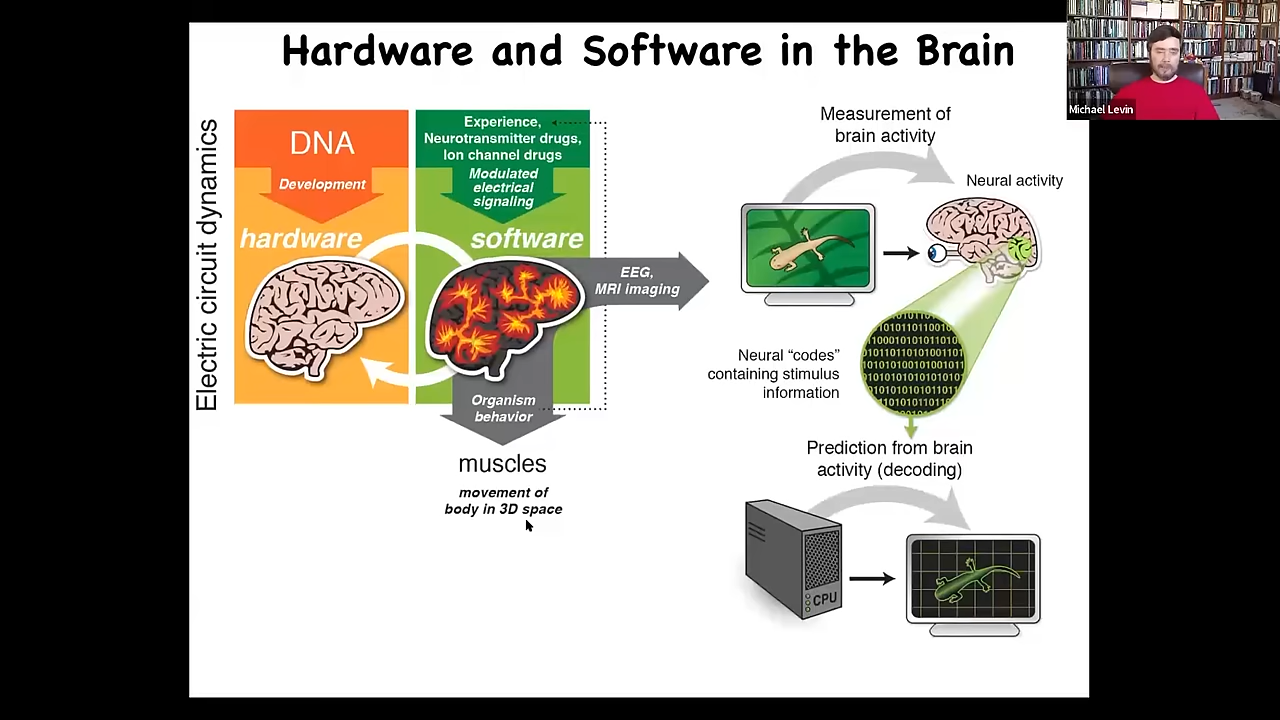 Hardware and Software in the Brain
Michael Levin
Electric circuit dynamics
DNA
Development
hardware
Experience,
Neurotransmitter drugs,
Ion channel drugs
Modulated
electrical
signaling
software
EEG,
MRI imaging
Organism
behavior
muscles
movement of
body in 3D space
Measurement of
brain activity
Neural activity
Neural “codes”
containing stimulus
information
Prediction from brain
activity (decoding)
CPU